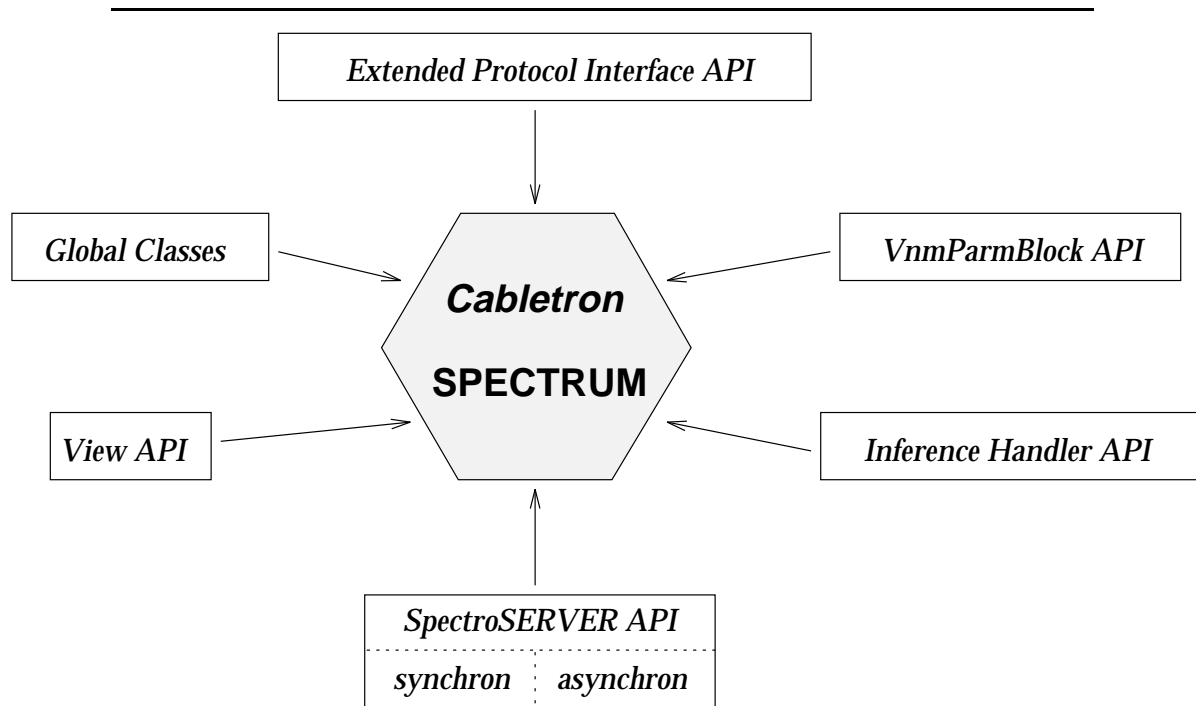 Extended Protocol Interface API
Global Classes
VnmParmBlock API
Cabletron
SPECTRUM
View API
Inference Handler API
SpectroSERVER API
synchron
asynchron